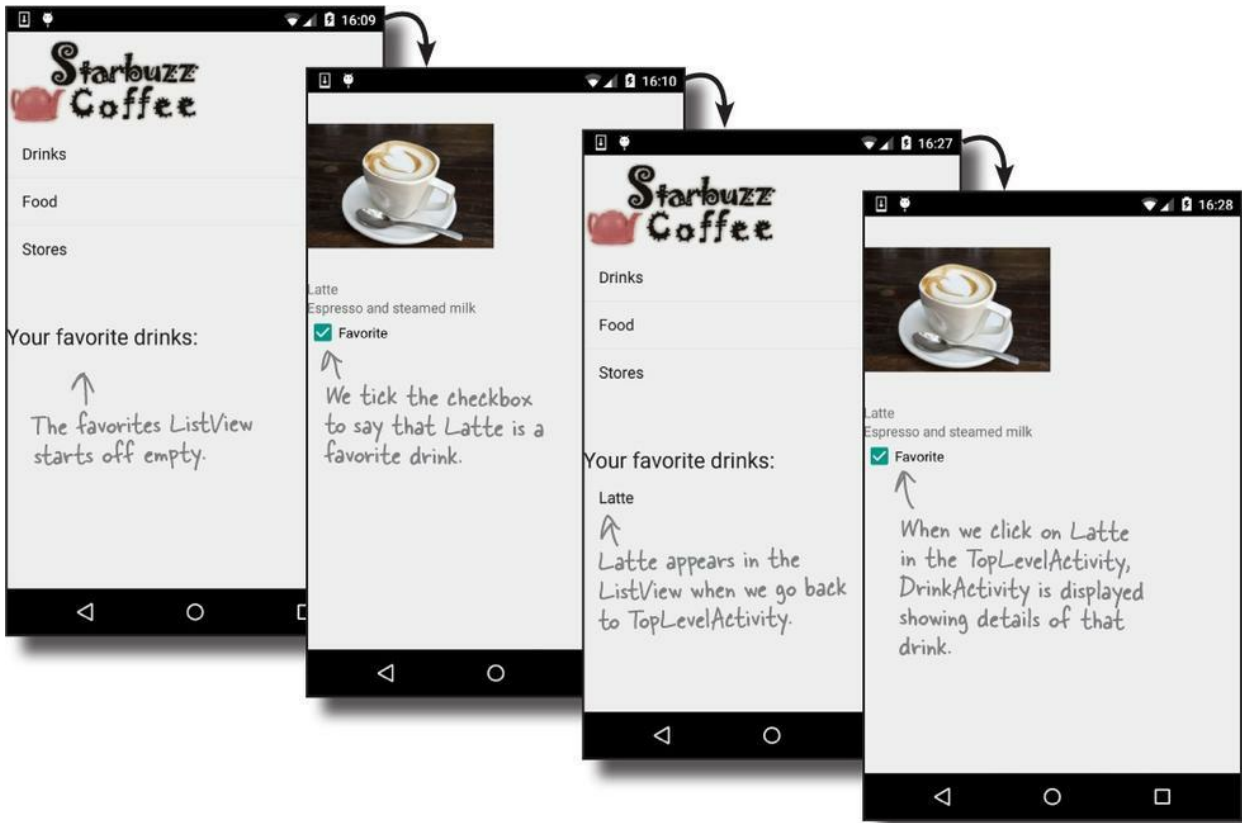 16:09
Starbuzz
Coffee
Drinks
Food
Stores
Your favorite drinks:
The favorites ListView
starts off empty.
16:10
Latte
Espresso and steamed milk
Favorite
We tick the checkbox
to say that Latte is a
favorite drink.
16:27
Starbuzz
Coffee
Drinks
Food
Stores
Your favorite drinks:
Latte
Latte appears in the
ListView when we go back
to TopLevelActivity.
16:28
Latte
Espresso and steamed milk
Favorite
When we click on Latte
in the TopLevelActivity,
DrinkActivity is displayed
showing details of that
drink.